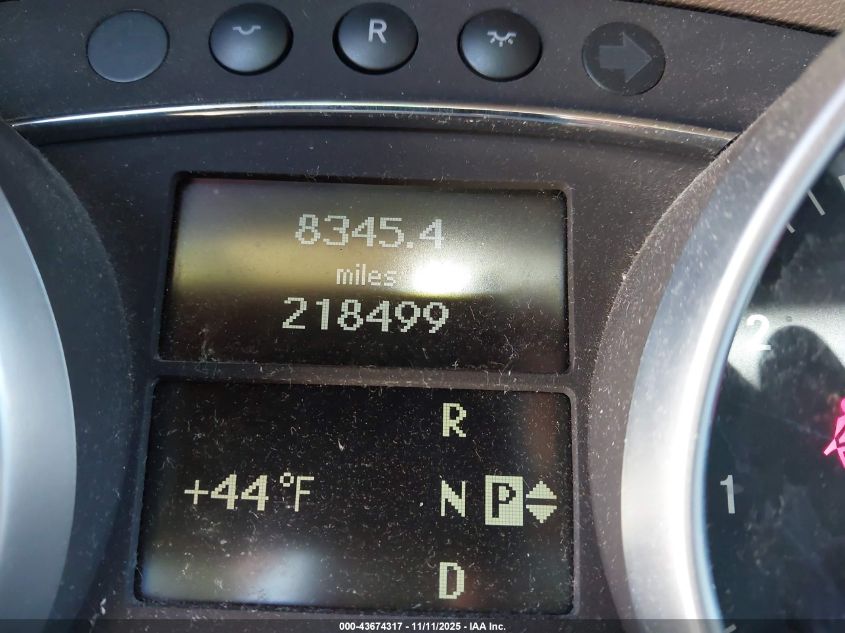 R
8345.4
miles
218499
R
+44°F
N P
D
2
1
000-43674317 - 11/11/2025 - IAA Inc.